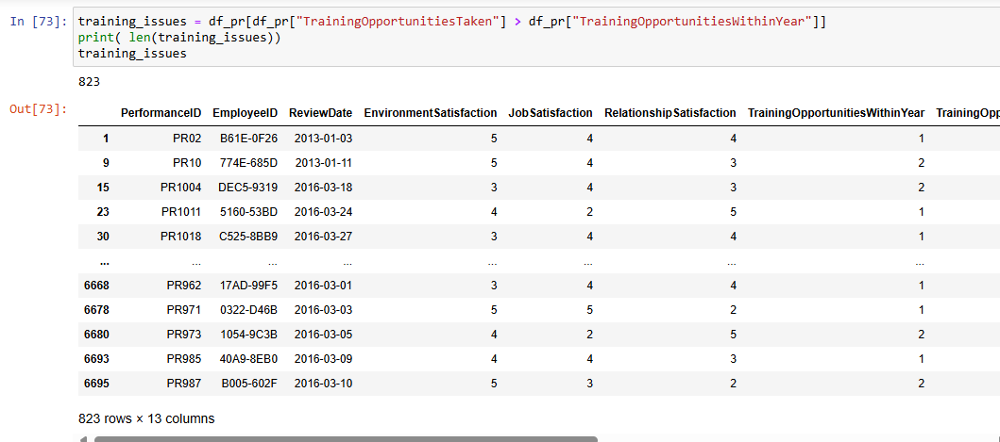 In [73]: training_issues = df_pr[df_pr["TrainingOpportunitiesTaken"] > df_pr["TrainingOpportunitiesWithinYear"]]
print( len(training_issues))
training_issues
823
Out[73]:
PerformanceID EmployeeID ReviewDate EnvironmentSatisfaction JobSatisfaction RelationshipSatisfaction TrainingOpportunitiesWithinYear TrainingOpp
1 PR02 B61E-0F26 2013-01-03 5 4 4 1
9 PR10 774E-685D 2013-01-11 5 4 3 2
15 PR1004 DEC5-9319 2016-03-18 3 4 3 2
23 PR1011 5160-53BD 2016-03-24 4 2 5 1
30 PR1018 C525-8BB9 2016-03-27 3 4 4 1
... ... ... ... ... ... ... ...
6668 PR962 17AD-99F5 2016-03-01 3 4 4 1
6678 PR971 0322-D46B 2016-03-03 5 5 2 1
6680 PR973 1054-9C3B 2016-03-05 4 2 5 2
6693 PR985 40A9-8EB0 2016-03-09 4 4 3 1
6695 PR987 B005-602F 2016-03-10 5 3 2 2
823 rows × 13 columns